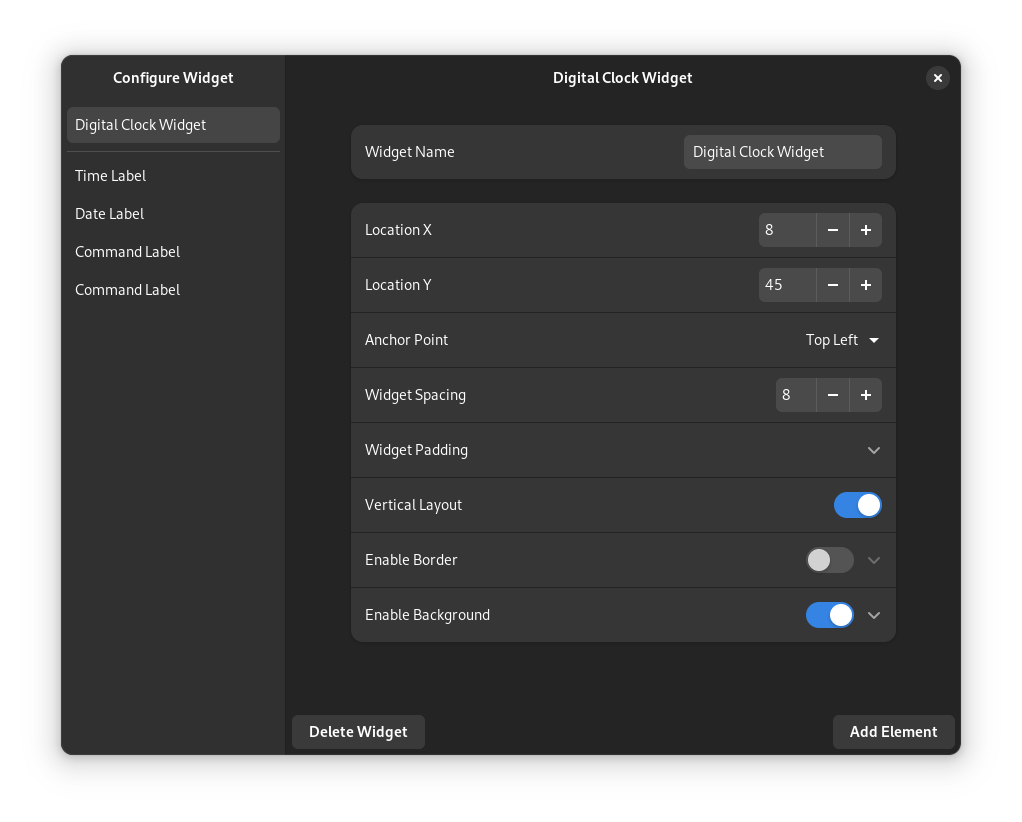 Configure Widget
Digital Clock Widget
Time Label
Date Label
Command Label
Command Label
Digital Clock Widget
Widget Name Digital Clock Widget
Location X 8
Location Y 45
Anchor Point Top Left
Widget Spacing 8
Widget Padding
Vertical Layout
Enable Border
Enable Background
Delete Widget Add Element